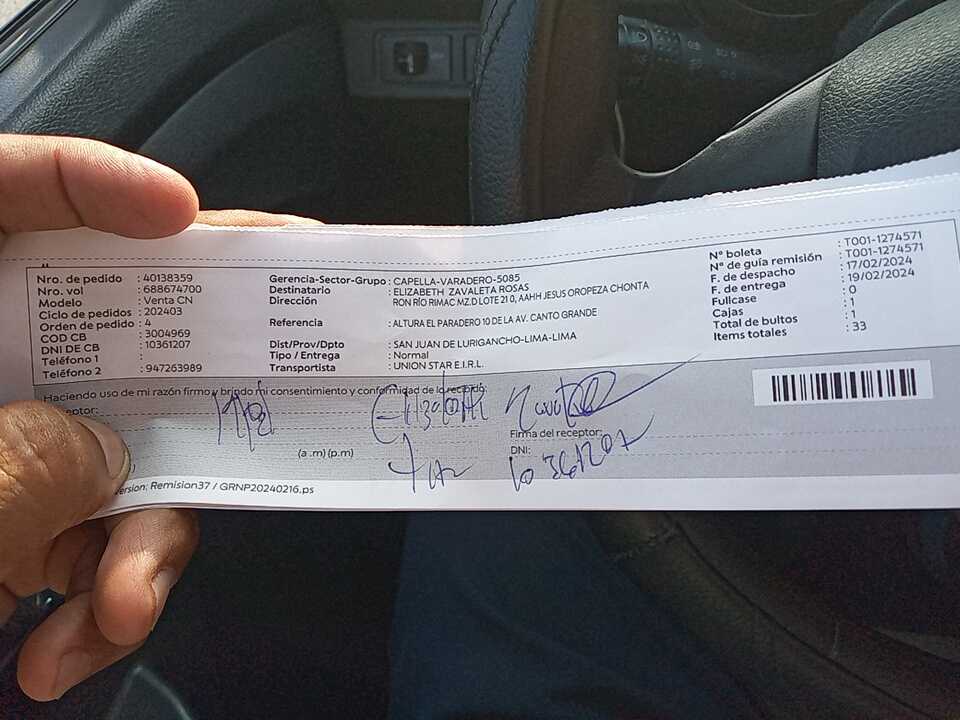 Nro. de pedido : 40138359
Nro. vol : 688674700
Modelo : Venta CN
Ciclo de pedidos : 202403
Orden de pedido : 4
COD CB : 3004969
DNI DE CB : 10361207
Teléfono 1 :
Teléfono 2 : 947263989
Gerencia-Sector-Grupo : CAPELLA-VARADERO-5085
Destinatario : ELIZABETH ZAVALETA ROSAS
Dirección RON RÍO RIMAC MZ.D LOTE 21 0, AAHH JESUS OROPEZA CHONTA
Referencia : ALTURA EL PARADERO 10 DE LA AV. CANTO GRANDE
Dist/Prov/Dpto : SAN JUAN DE LURIGANCHO-LIMA-LIMA
Tipo / Entrega : Normal
Transportista : UNION STAR E.I.R.L.
N° boleta : T001-1274571
N° de guía remisión : T001-1274571
F. de despacho : 17/02/2024
F. de entrega : 19/02/2024
Fullcase : 0
Cajas : 1
Total de bultos : 1
Items totales : 33
Haciendo uso de mi razón firmo y brindo mi consentimiento y conformidad de lo recibido:
eptor:
(a .m) (p.m)
Firma del receptor:
DNI: 10361207
version: Remision37 / GRNP20240216.ps